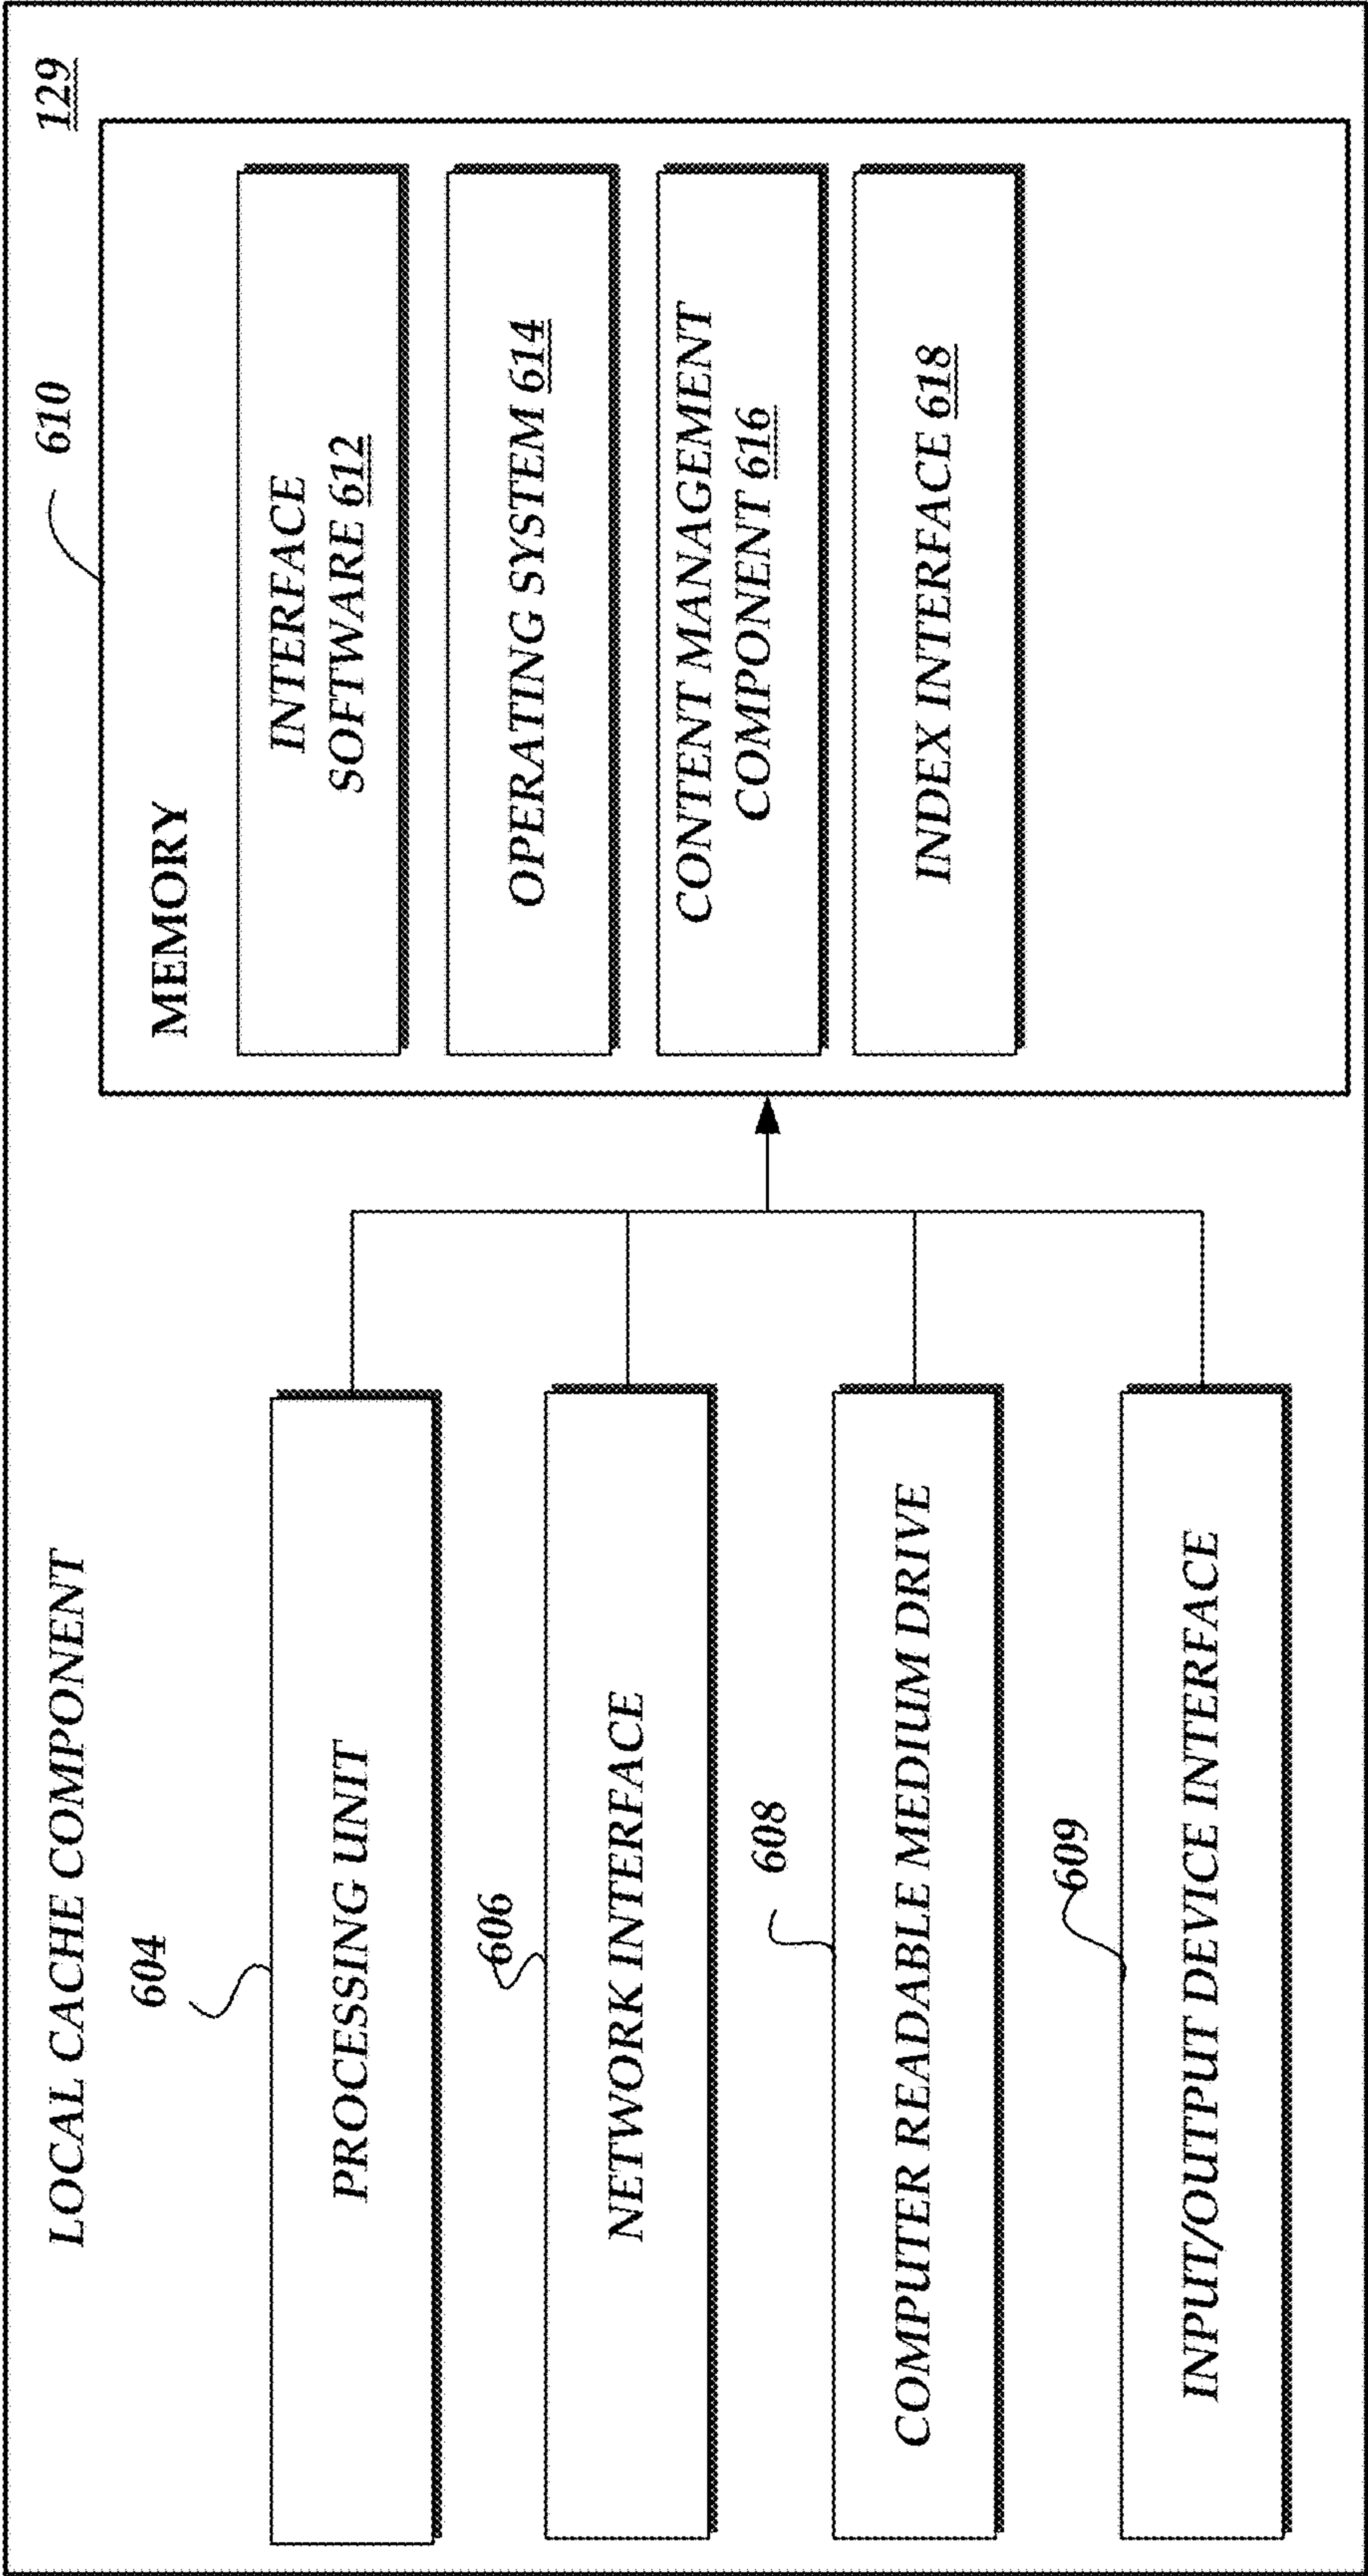 LOCAL CACHE COMPONENT
129
604
PROCESSING UNIT
606
NETWORK INTERFACE
608
COMPUTER READABLE MEDIUM DRIVE
609
INPUT/OUTPUT DEVICE INTERFACE
610
MEMORY
INTERFACE
SOFTWARE 612
OPERATING SYSTEM 614
CONTENT MANAGEMENT
COMPONENT 616
INDEX INTERFACE 618